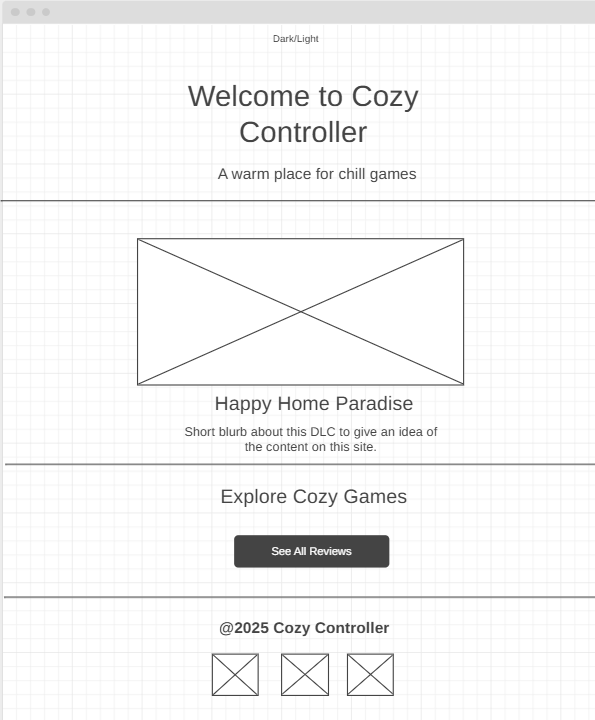 Dark/Light
Welcome to Cozy
Controller
A warm place for chill games
Happy Home Paradise
Short blurb about this DLC to give an idea of
the content on this site.
Explore Cozy Games
See All Reviews
@2025 Cozy Controller